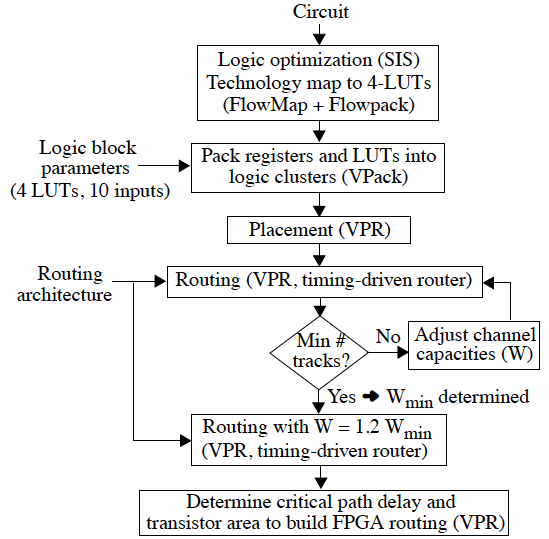 Circuit
Logic optimization (SIS)
Technology map to 4-LUTs
(FlowMap + Flowpack)
Logic block
parameters
(4 LUTs, 10 inputs)
Pack registers and LUTs into
logic clusters (VPack)
Placement (VPR)
Routing
architecture
Routing (VPR, timing-driven router)
Min #
tracks?
No
Adjust channel
capacities (W)
Yes ➜ Wmin determined
Routing with W = 1.2 Wmin
(VPR, timing-driven router)
Determine critical path delay and
transistor area to build FPGA routing (VPR)